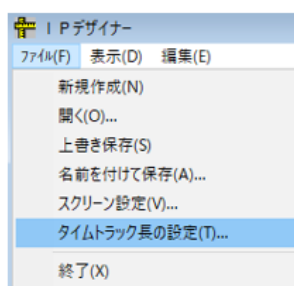 ＩＰデザイナー
ﾌｧｲﾙ(F) 表示(D) 編集(E)
新規作成(N)
開く(O)...
上書き保存(S)
名前を付けて保存(A)...
スクリーン設定(V)...
タイムトラック長の設定(T)...
終了(X)